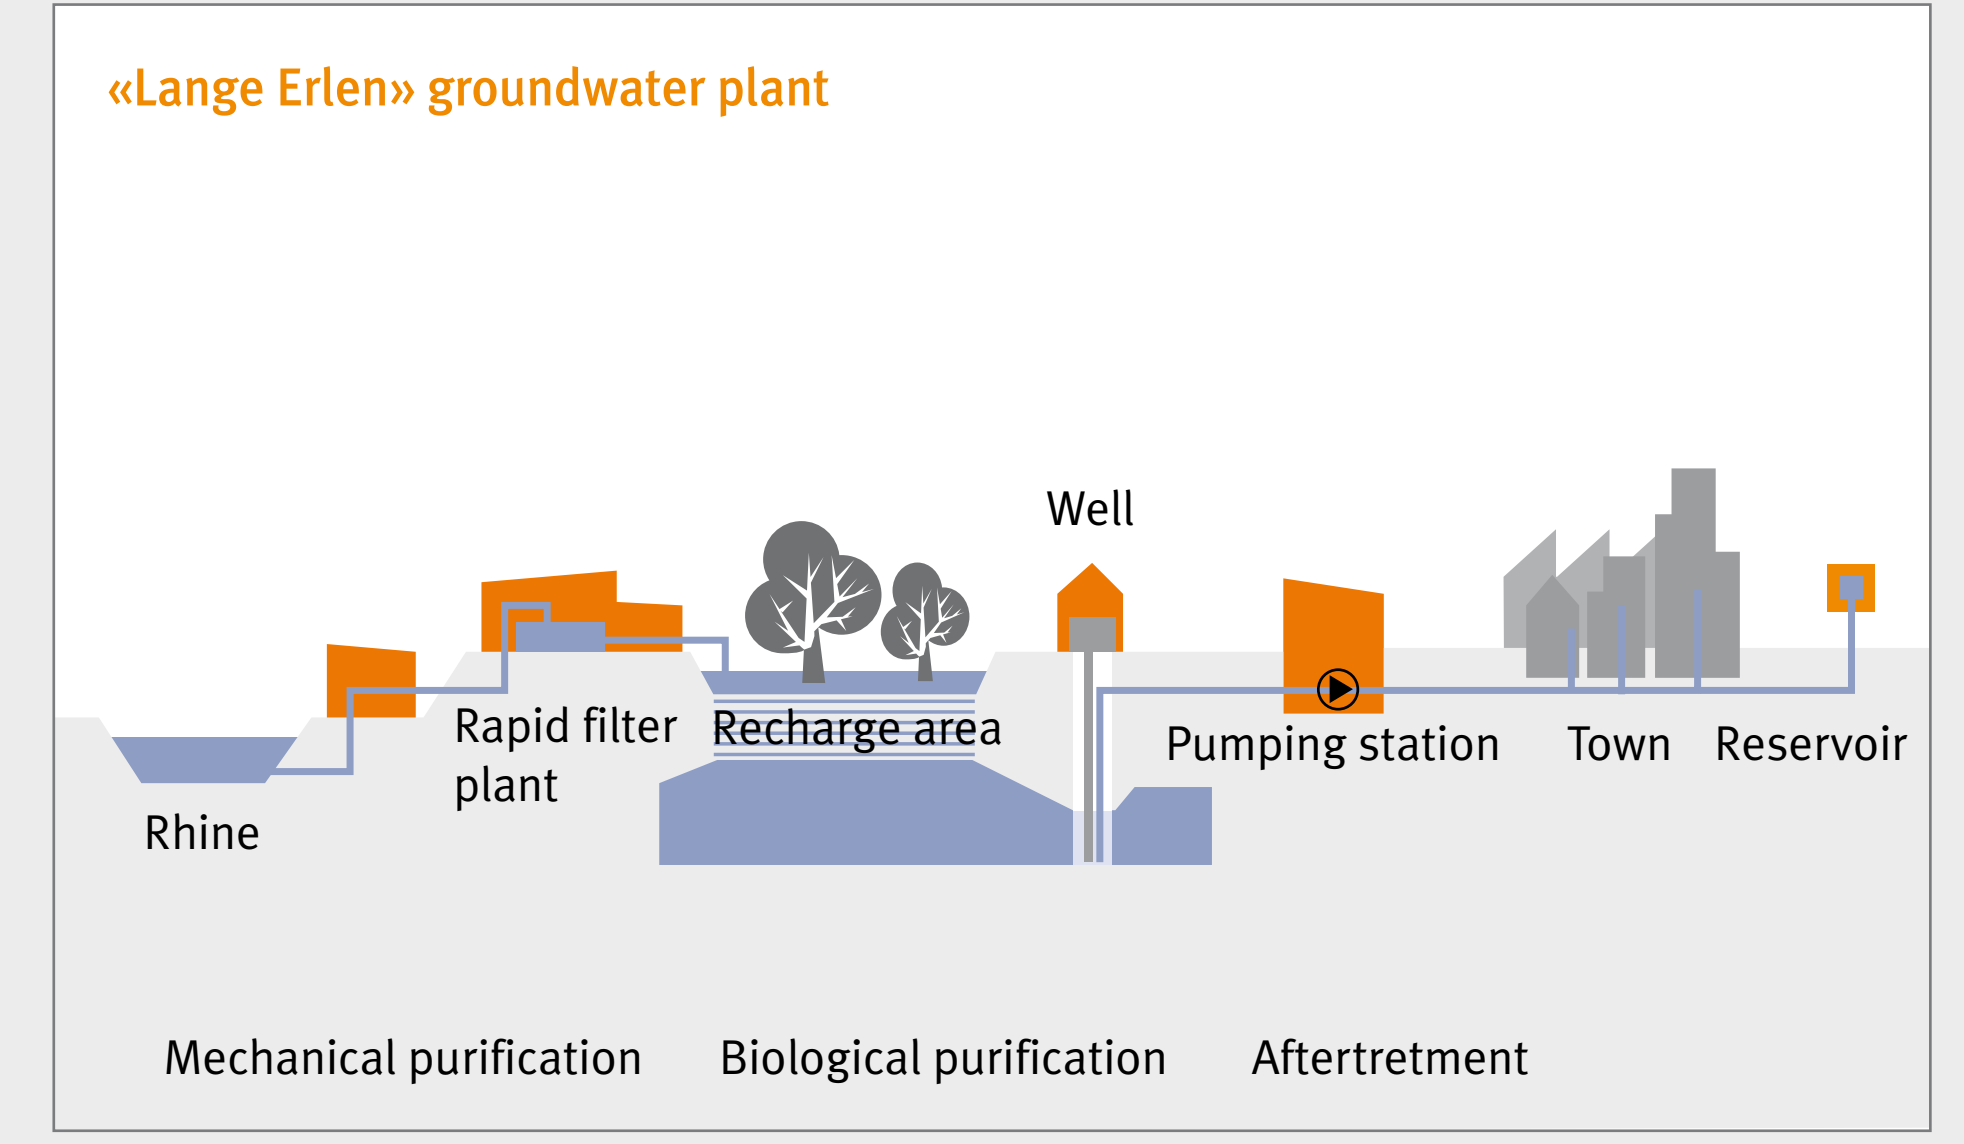 «Lange Erlen» groundwater plant
Well
Rapid filter
plant
Recharge area
Pumping station
Town
Reservoir
Rhine
Mechanical purification
Biological purification
Aftertretment